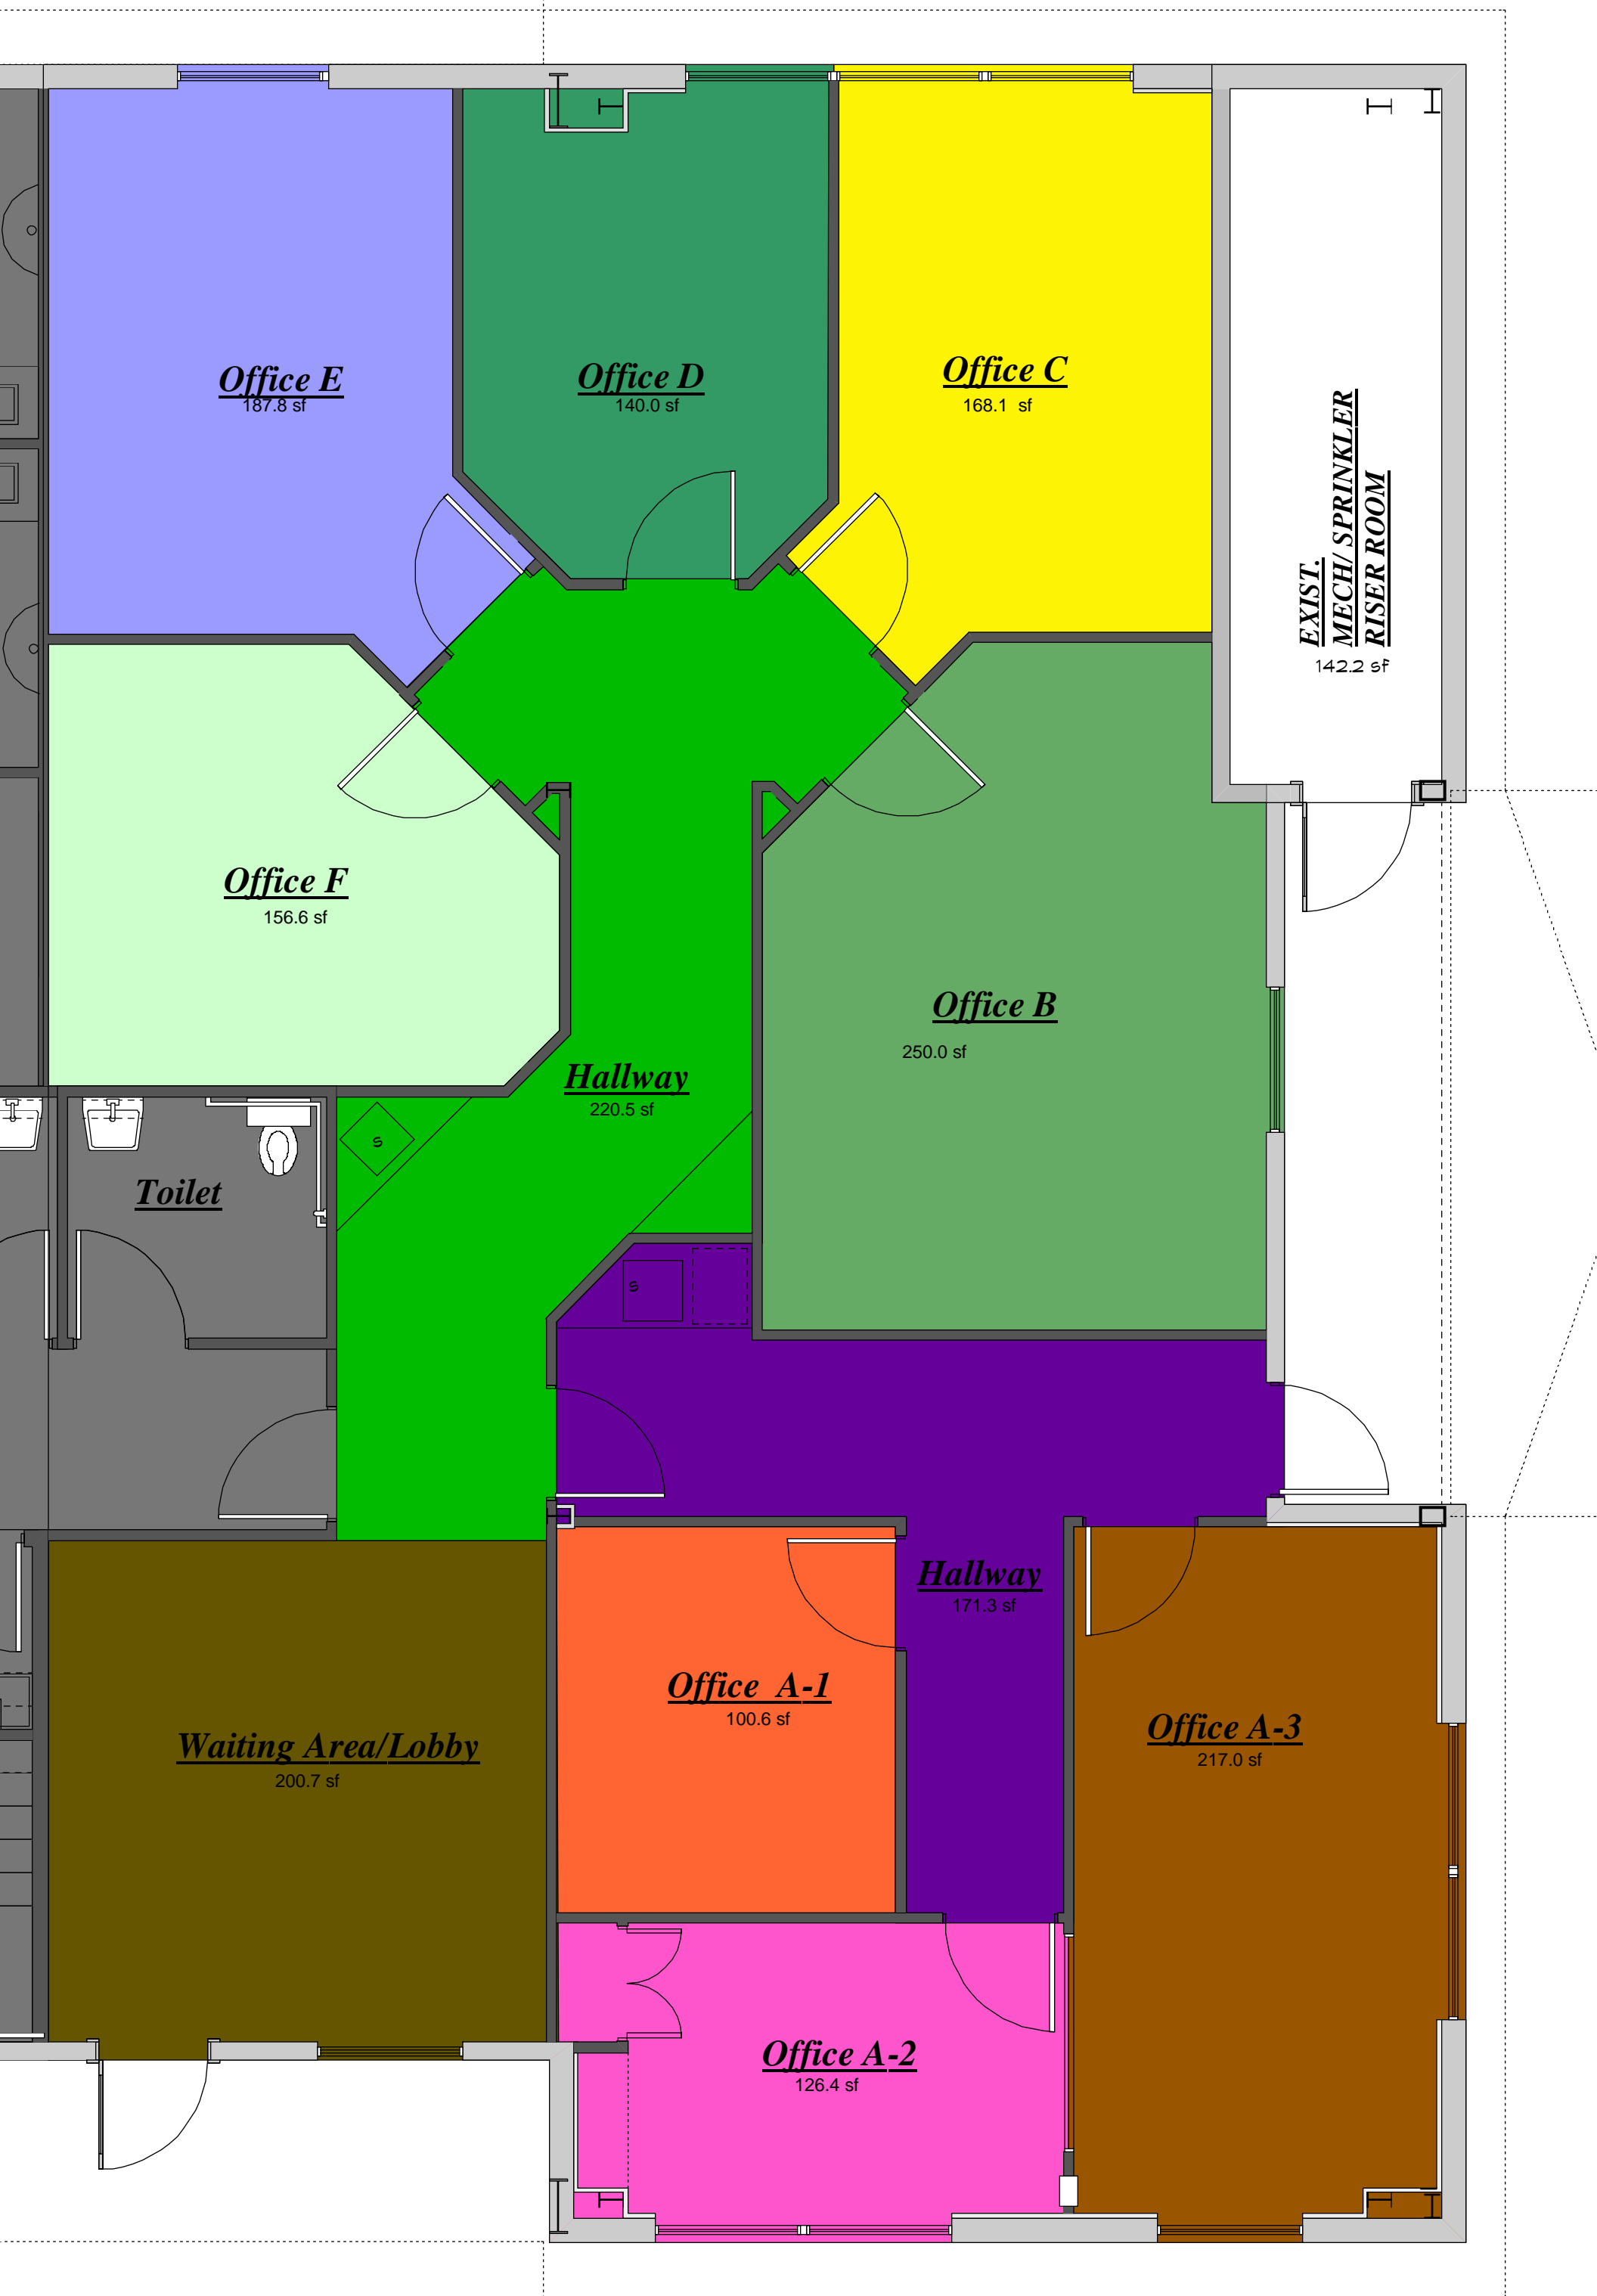 Office E
187.8 sf
Office D
140.0 sf
Office C
168.1 sf
EXIST.
MECH/ SPRINKLER
RISER ROOM
142.2 sf
Office F
156.6 sf
Office B
250.0 sf
Hallway
220.5 sf
S
Toilet
S
Hallway
171.3 sf
Office A-1
100.6 sf
Office A-3
217.0 sf
Waiting Area/Lobby
200.7 sf
Office A-2
126.4 sf